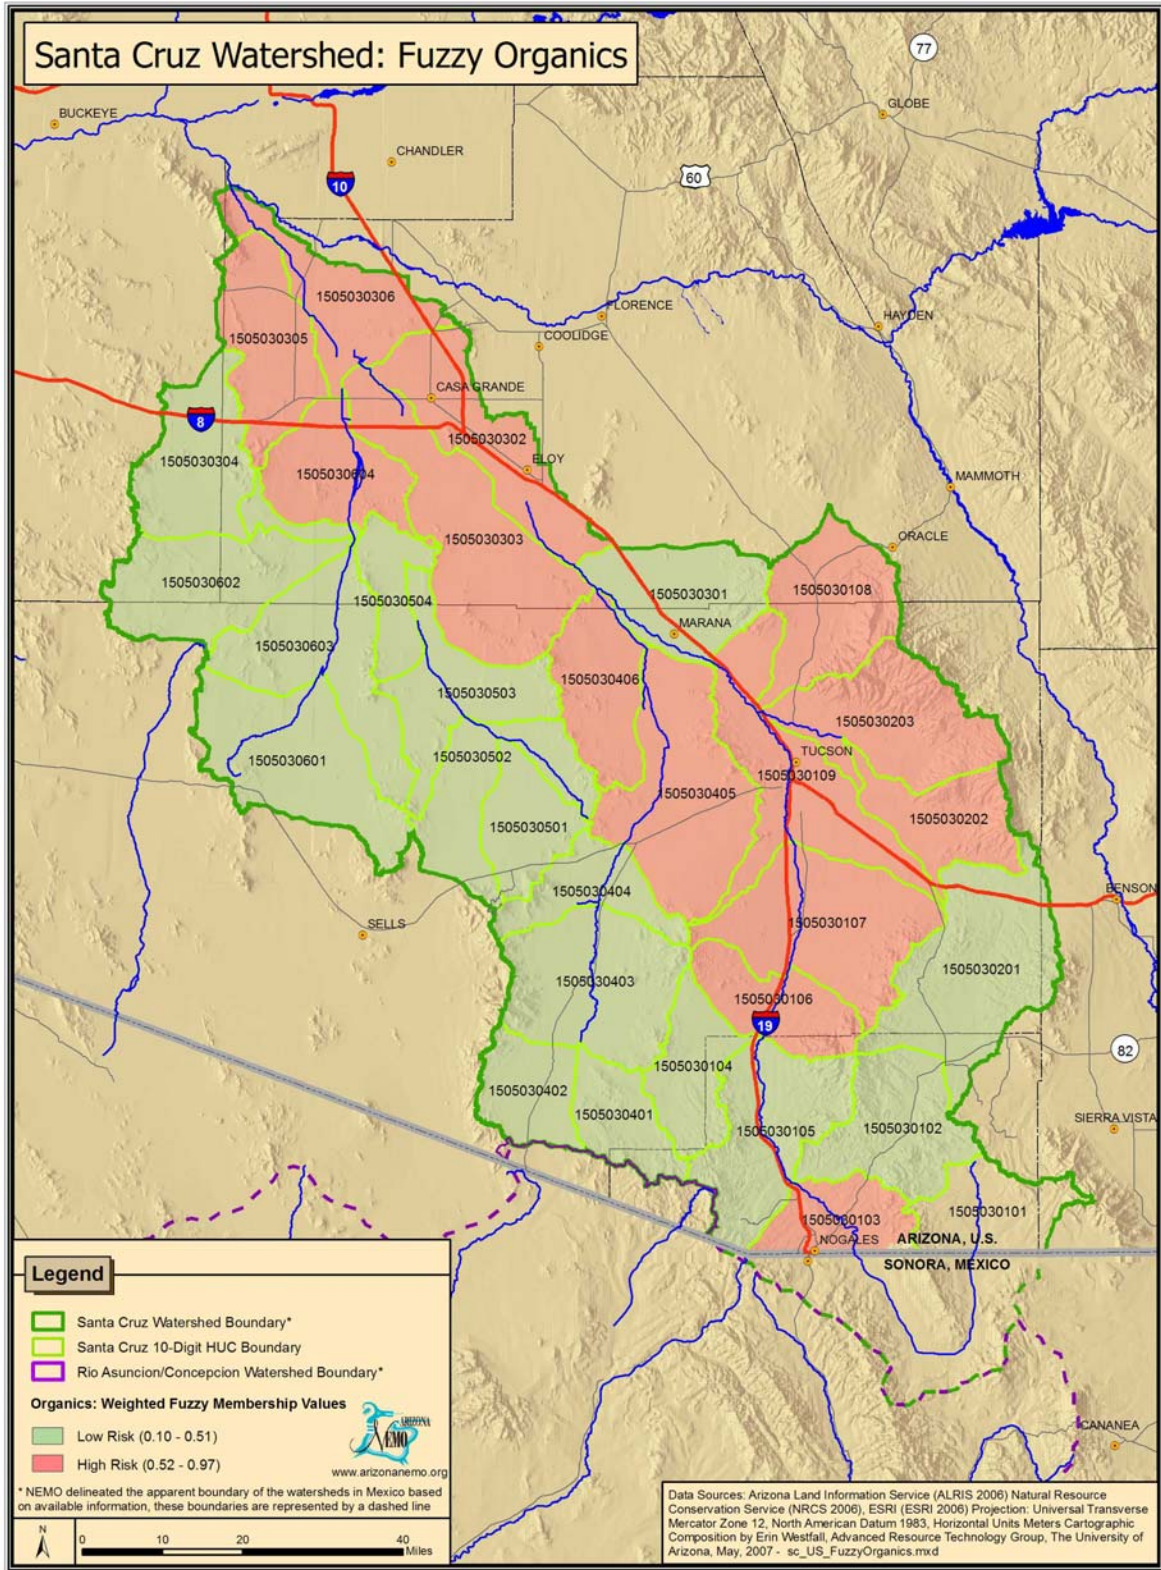 Santa Cruz Watershed: Fuzzy Organics
77
BUCKEYE
GLOBE
CHANDLER
60
10
1505030306
FLORENCE
HAYDEN
1505030305
COOLIDGE
CASA GRANDE
8
1505030302
1505030304
ELOY
1505030604
MAMMOTH
1505030303
ORACLE
1505030602
1505030301
1505030108
1505030504
MARANA
1505030603
1505030406
1505030503
1505030203
TUCSON
1505030502
1505030601
1505030109
1505030405
1505030501
1505030202
1505030404
BENSON
SELLS
1505030107
1505030201
1505030403
1505030106
19
82
1505030104
1505030402
1505030401
SIERRA VISTA
1505030105
1505030102
1505030101
1505030103
NOGALES
ARIZONA, U.S.
SONORA, MEXICO
CANANEA
Legend
Santa Cruz Watershed Boundary*
Santa Cruz 10-Digit HUC Boundary
Rio Asuncion/Concepcion Watershed Boundary*
Organics: Weighted Fuzzy Membership Values
Low Risk (0.10 - 0.51)
High Risk (0.52 - 0.97)
ARIZONA
NEMO
www.arizonanemo.org
* NEMO delineated the apparent boundary of the watersheds in Mexico based
on available information, these boundaries are represented by a dashed line
N
0 20 40
Miles
Data Sources: Arizona Land Information Service (ALRIS 2006) Natural Resource
Conservation Service (NRCS 2006), ESRI (ESRI 2006) Projection: Universal Transverse
Mercator Zone 12, North American Datum 1983, Horizontal Units Meters Cartographic
Composition by Erin Westfall, Advanced Resource Technology Group, The University of
Arizona, May, 2007 - sc_US_FuzzyOrganics.mxd